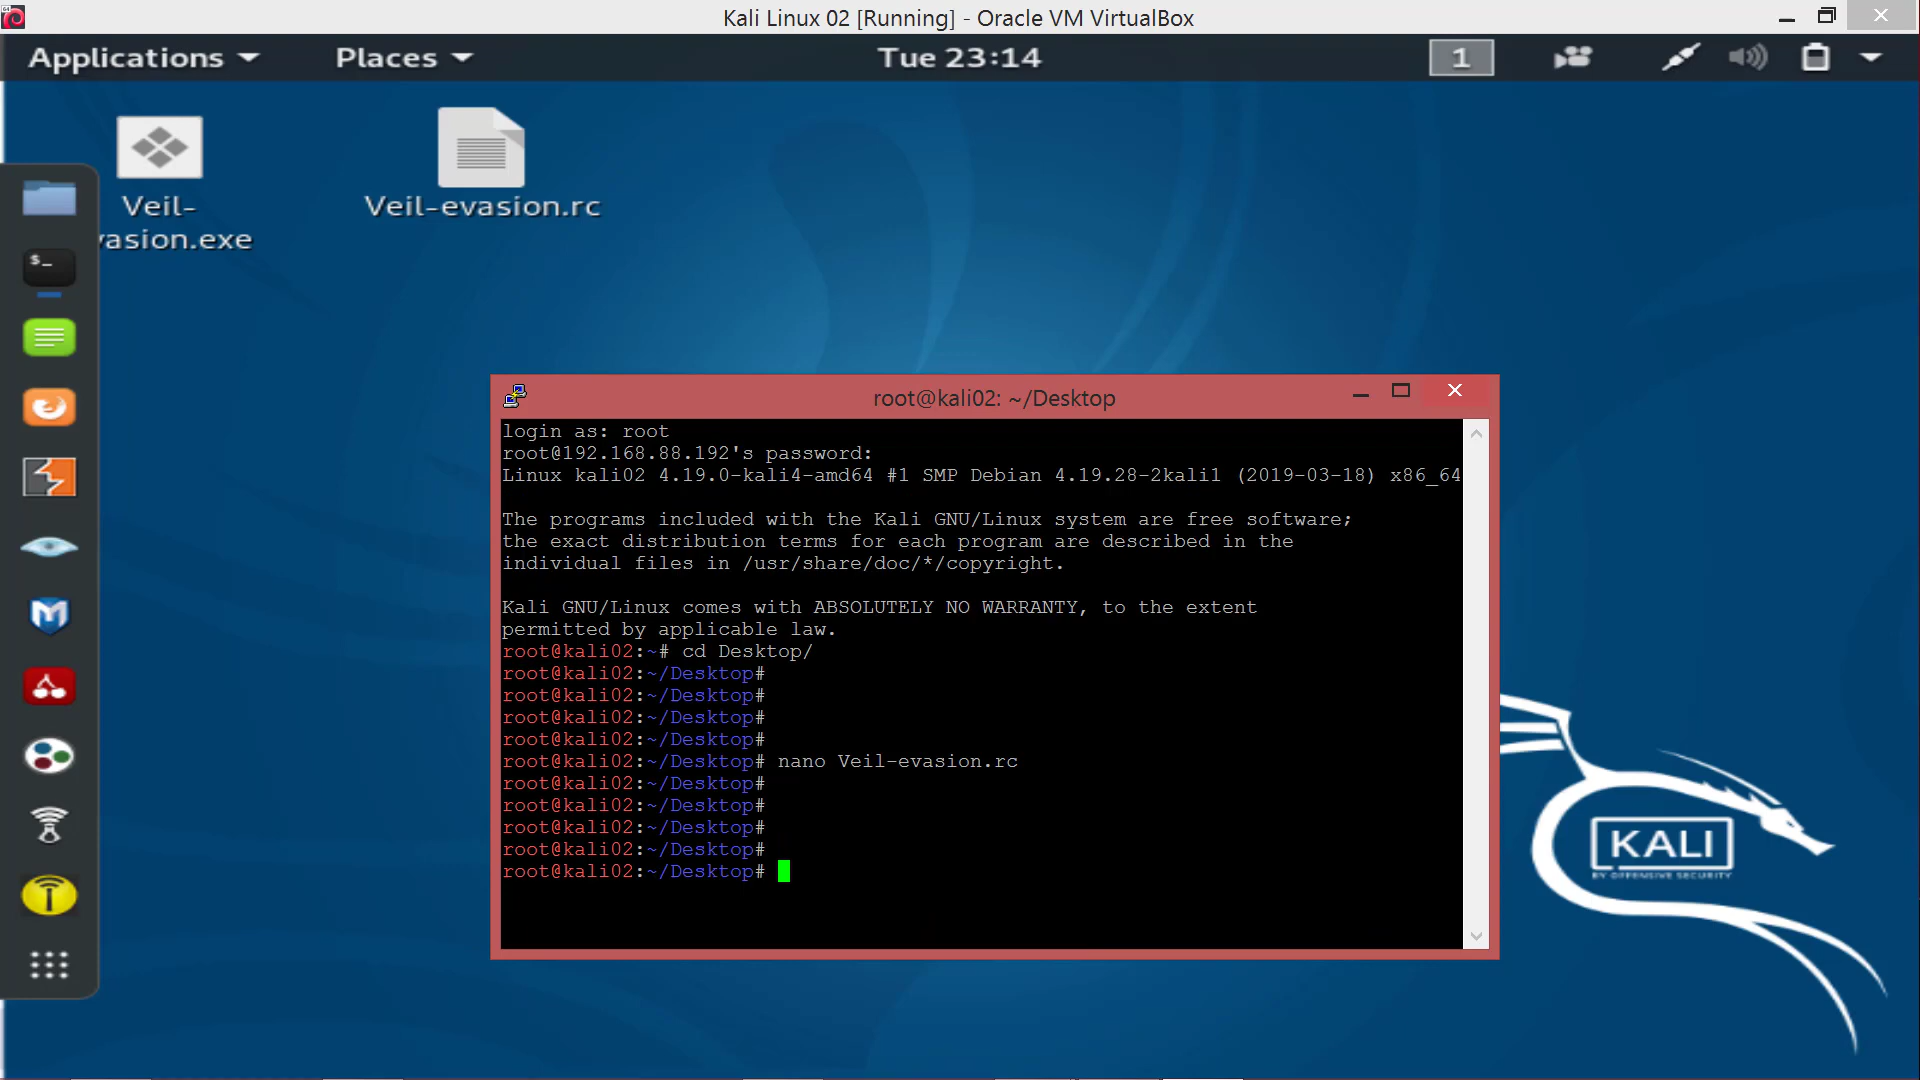 Kali Linux 02 [Running] - Oracle VM VirtualBox
Applications Places Tue 23:14 1
Veil-
vasion.exe
Veil-evasion.rc
$_
root@kali02: ~/Desktop
login as: root
root@192.168.88.192's password:
Linux kali02 4.19.0-kali4-amd64 #1 SMP Debian 4.19.28-2kali1 (2019-03-18) x86_64
The programs included with the Kali GNU/Linux system are free software;
the exact distribution terms for each program are described in the
individual files in /usr/share/doc/*/copyright.
Kali GNU/Linux comes with ABSOLUTELY NO WARRANTY, to the extent
permitted by applicable law.
root@kali02:~# cd Desktop/
root@kali02:~/Desktop#
root@kali02:~/Desktop#
root@kali02:~/Desktop#
root@kali02:~/Desktop#
root@kali02:~/Desktop# nano Veil-evasion.rc
root@kali02:~/Desktop#
root@kali02:~/Desktop#
root@kali02:~/Desktop#
root@kali02:~/Desktop#
root@kali02:~/Desktop#
KALI
BY OFFENSIVE SECURITY